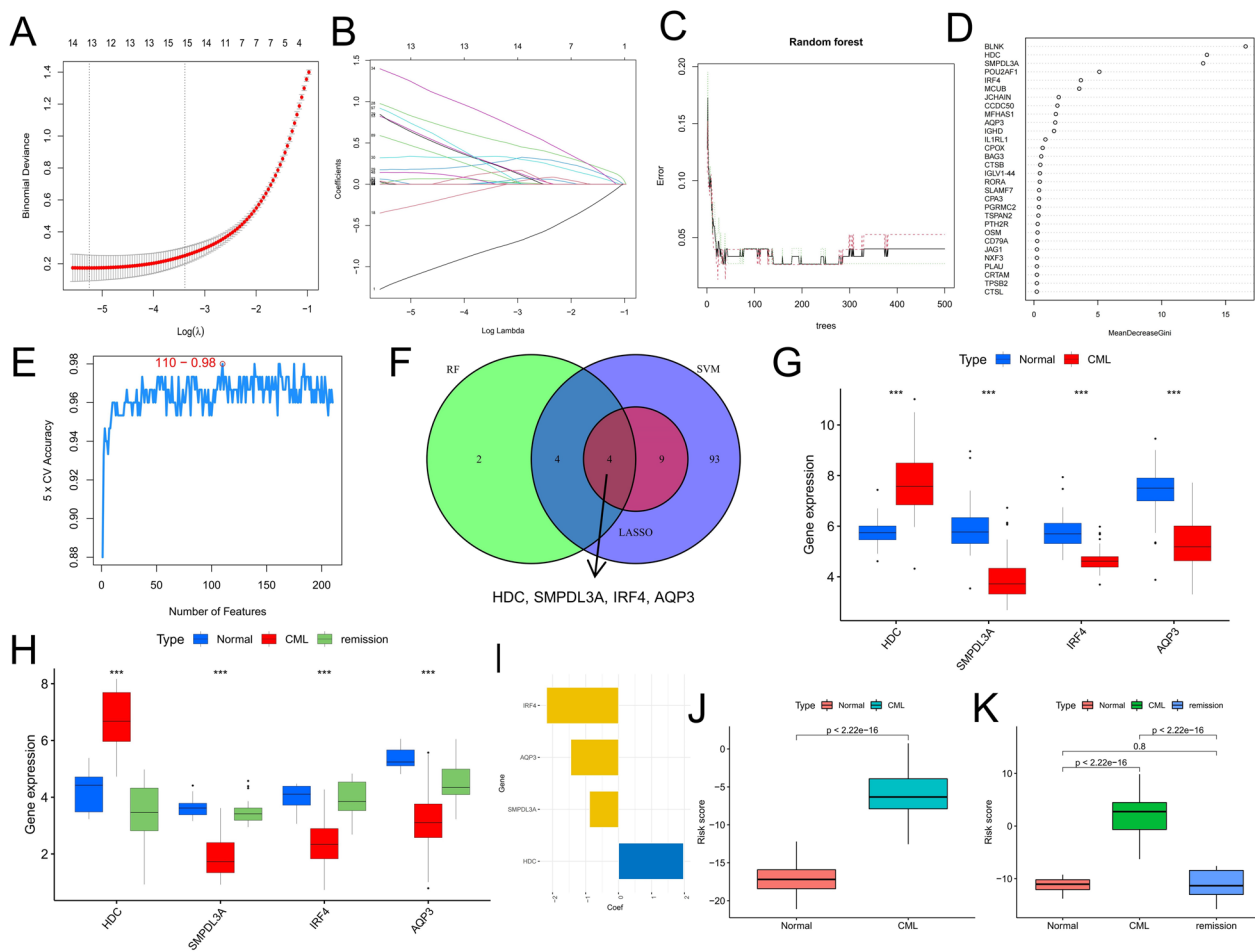 A
14 13 12 13 13 15 15 14 11 7 7 7 5 4
Binomial Deviance
1.4
1.2
1.0
0.8
0.6
0.4
0.2
−5 −4 −3 −2 −1
Log(λ)
B
13 13 14 7 1
Coefficients
1.5
1.0
0.5
0.0
−0.5
−1.0
−5 −4 −3 −2 −1
Log Lambda
C
Random forest
Error
0.20
0.15
0.10
0.05
0 100 200 300 400 500
trees
D
BLNK
HDC
SMPDL3A
POU2AF1
IRF4
MCUB
JCHAIN
CCDC50
MFHAS1
AQP3
IGHD
IL1RL1
CPOX
BAG3
CTSB
IGLV1-44
RORA
SLAMF7
CPA3
PGRMC2
TSPAN2
PTH2R
OSM
CD79A
JAG1
NXF3
PLAU
CRTAM
TPSB2
CTSL
0 5 10 15
MeanDecreaseGini
E
110 − 0.98
5 x CV Accuracy
0.98
0.96
0.94
0.92
0.90
0.88
0 50 100 150 200
Number of Features
F
RF
SVM
2 4 4 9 93
LASSO
HDC, SMPDL3A, IRF4, AQP3
G
Type Normal CML
*** *** *** ***
Gene expression
10
8
6
4
HDC SMPDL3A IRF4 AQP3
H
Type Normal CML remission
*** *** *** ***
Gene expression
8
6
4
2
HDC SMPDL3A IRF4 AQP3
I
Gene
IRF4
AQP3
SMPDL3A
HDC
−2 −1 0 1 2
Coef
J
Type Normal CML
p < 2.22e−16
Risk score
0
−5
−10
−15
−20
Normal CML
K
Type Normal CML remission
p < 2.22e−16
0.8
p < 2.22e−16
Risk score
10
0
−10
Normal CML remission